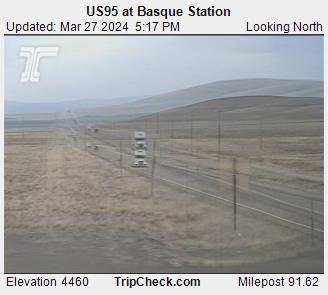 US95 at Basque Station
Updated: Mar 27 2024 5:17 PM Looking North
Elevation 4460 TripCheck.com Milepost 91.62